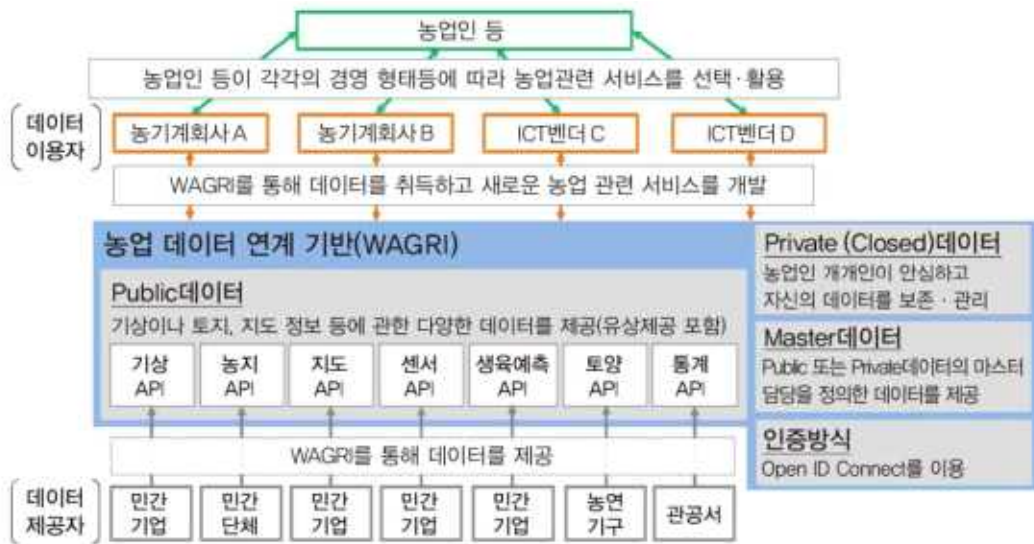 농업인 등
농업인 등이 각각의 경영 형태등에 따라 농업관련 서비스를 선택·활용
데이터
이용자
농기계회사 A
농기계회사 B
ICT벤더 C
ICT벤더 D
WAGRI를 통해 데이터를 취득하고 새로운 농업 관련 서비스를 개발
농업 데이터 연계 기반(WAGRI)
Public데이터
기상이나 토지, 지도 정보 등에 관한 다양한 데이터를 제공(유상제공 포함)
기상
API
농지
API
지도
API
센서
API
생육예측
API
토양
API
통계
API
Private (Closed)데이터
농업인 개개인이 안심하고
자신의 데이터를 보존·관리
Master데이터
Public 또는 Private데이터의 마스터
담당을 정의한 데이터를 제공
인증방식
Open ID Connect를 이용
WAGRI를 통해 데이터를 제공
데이터
제공자
민간
기업
민간
단체
민간
기업
민간
기업
민간
기업
농연
기구
관공서